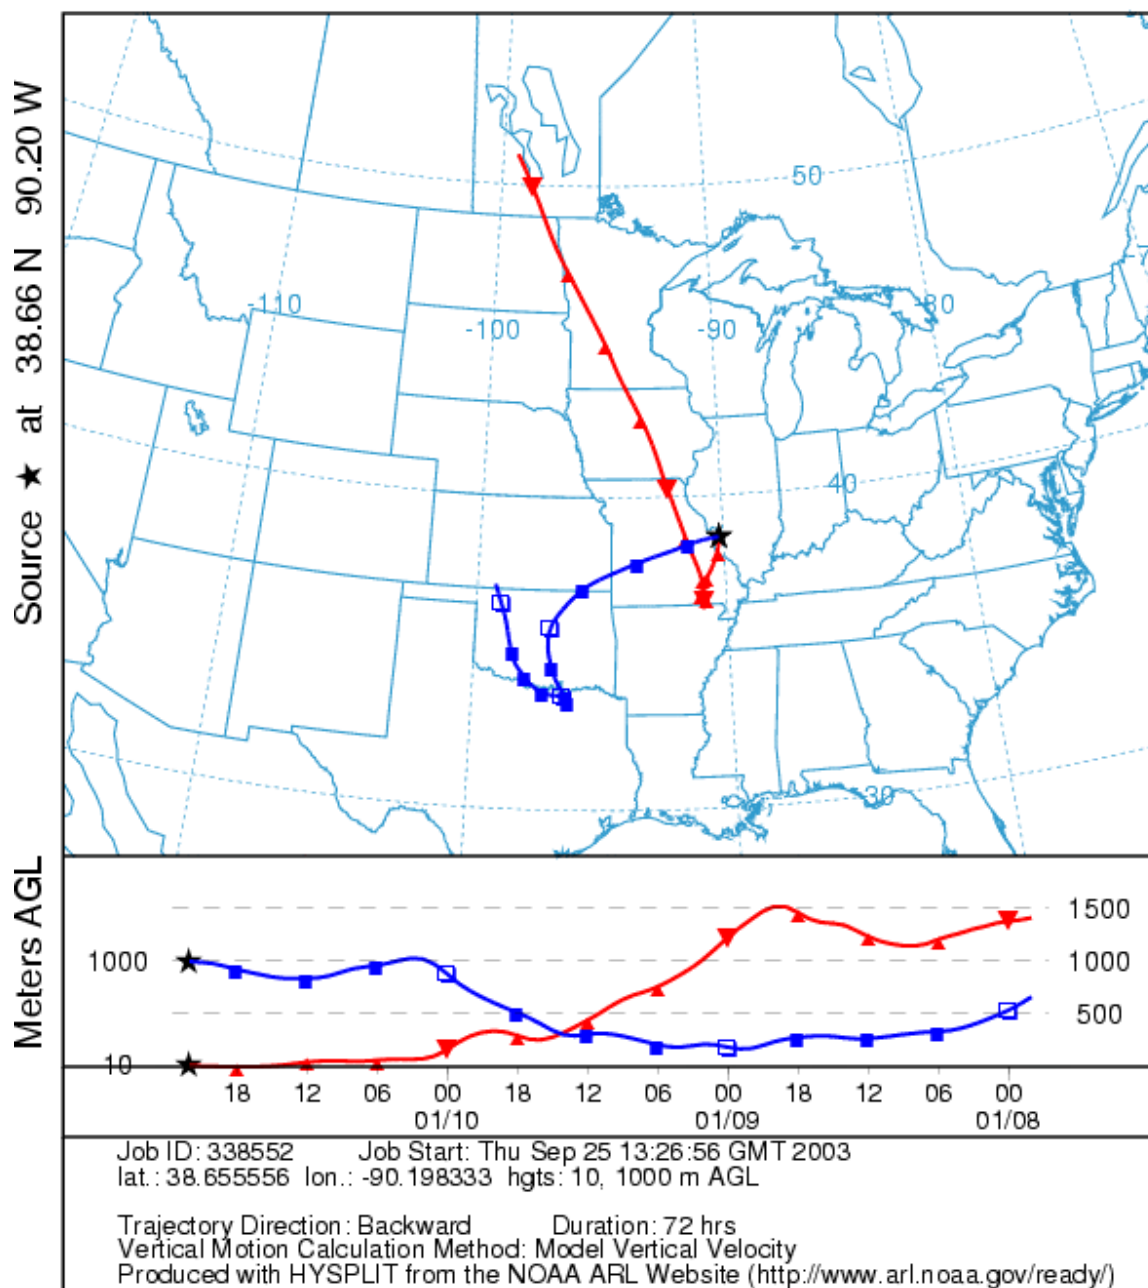 Source ★ at 38.66 N 90.20 W
50
-110
-100
-90
-80
-7
40
30
Meters AGL
1500
1000
1000
500
10
18 12 06 00 18 12 06 00 18 12 06 00
01/10 01/09 01/08
Job ID: 338552 Job Start: Thu Sep 25 13:26:56 GMT 2003
lat.: 38.655556 lon.: -90.198333 hgts: 10, 1000 m AGL
Trajectory Direction: Backward Duration: 72 hrs
Vertical Motion Calculation Method: Model Vertical Velocity
Produced with HYSPLIT from the NOAA ARL Website (http://www.arl.noaa.gov/ready/)